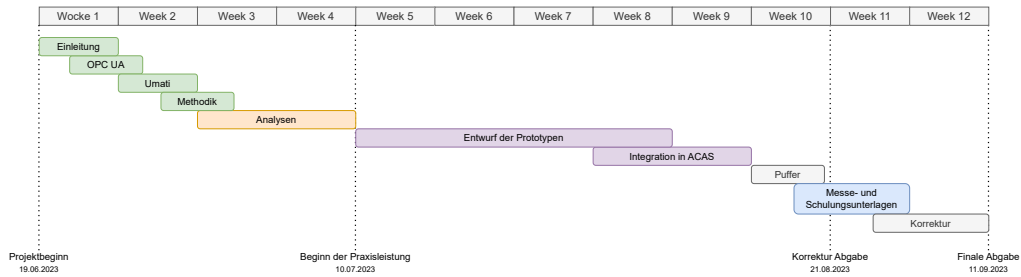 Wocke 1 Week 2 Week 3 Week 4 Week 5 Week 6 Week 7 Week 8 Week 9 Week 10 Week 11 Week 12
Einleitung
OPC UA
Umati
Methodik
Analysen
Entwurf der Prototypen
Integration in ACAS
Puffer
Messe- und
Schulungsunterlagen
Korrektur
Projektbeginn Beginn der Praxisleistung Korrektur Abgabe Finale Abgabe
19.06.2023 10.07.2023 21.08.2023 11.09.2023